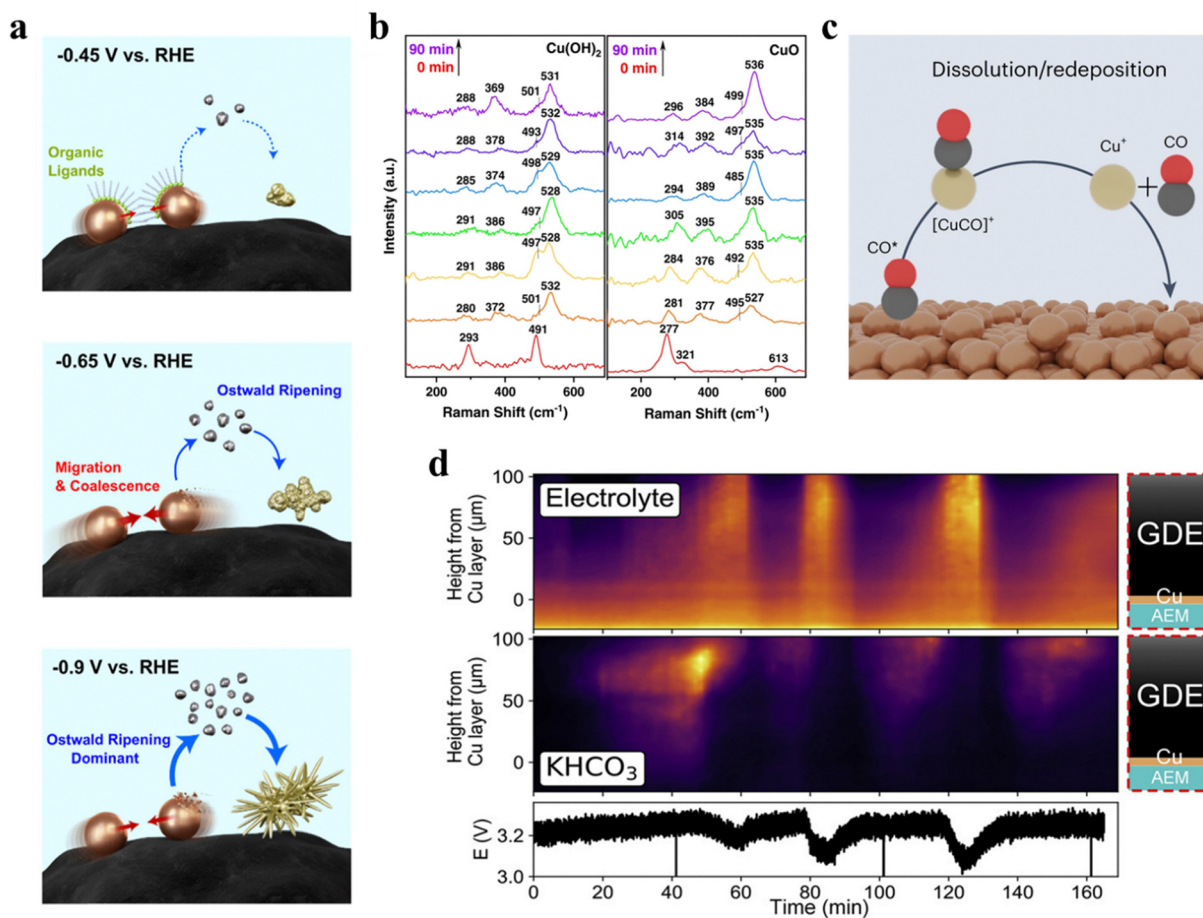 a
-0.45 V vs. RHE
Organic
Ligands
-0.65 V vs. RHE
Ostwald Ripening
Migration
& Coalescence
-0.9 V vs. RHE
Ostwald Ripening
Dominant
b
90 min
0 min
Cu(OH)₂
531
369
501
288
532
493
288
378
529
498
285
374
528
497
291
386
528
497
291
386
532
501
280
372
293
491
200
400
600
Raman Shift (cm⁻¹)
Intensity (a.u.)
90 min
0 min
CuO
536
499
296
384
535
497
314
392
535
485
294
389
535
305
395
535
492
284
376
527
495
281
377
277
321
613
200
400
600
Raman Shift (cm⁻¹)
c
Dissolution/redeposition
Cu⁺
CO
+
[CuCO]⁺
CO*
d
Electrolyte
100
50
0
Height from
Cu layer (μm)
GDE
Cu
AEM
KHCO₃
100
50
0
Height from
Cu layer (μm)
GDE
Cu
AEM
E (V)
3.2
3.0
0
20
40
60
80
100
120
140
160
Time (min)